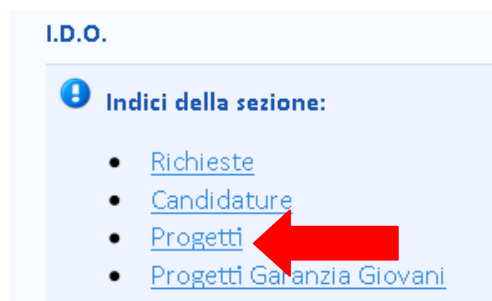 I.D.O.
Indici della sezione:
Richieste
Candidature
Progetti
Progetti Garanzia Giovani